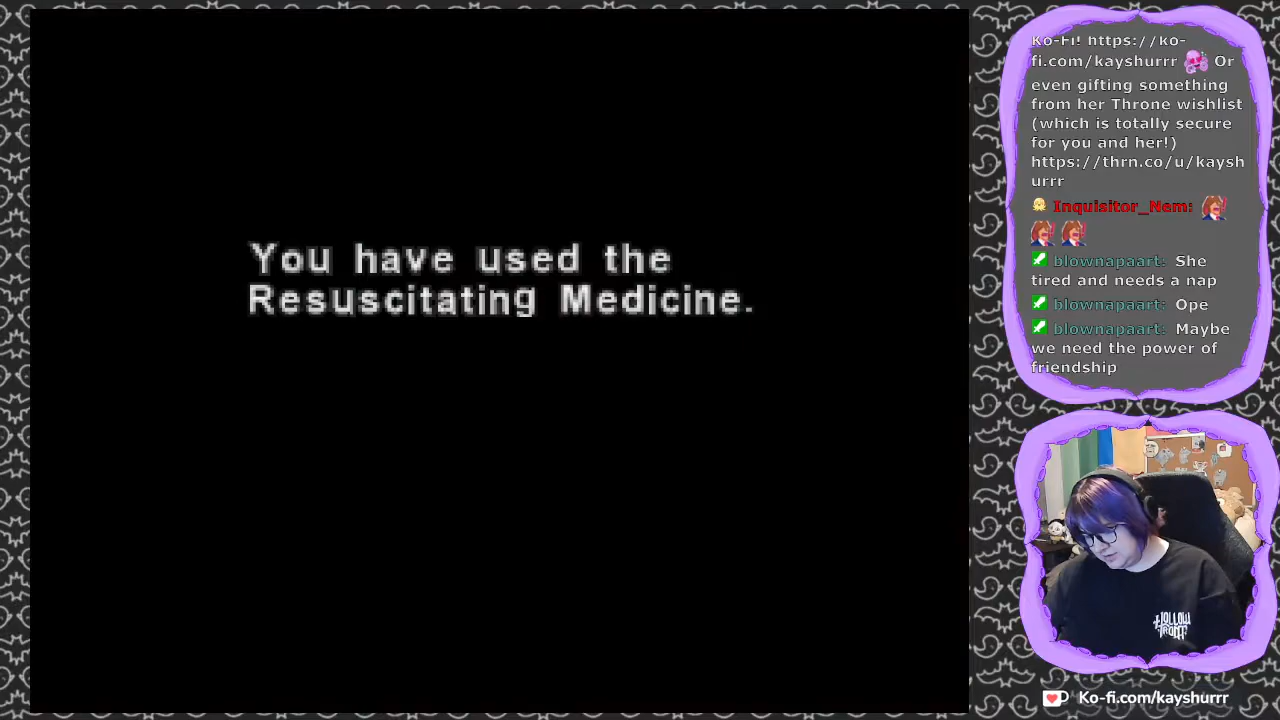 You have used the
Resuscitating Medicine.
Ko-Fi! https://ko-
fi.com/kayshurrr Or
even gifting something
from her Throne wishlist
(which is totally secure
for you and her!)
https://thrn.co/u/kaysh
urrr
Inquisitor_Nem:
blownapaart: She
tired and needs a nap
blownapaart: Ope
blownapaart: Maybe
we need the power of
friendship
Ko-fi.com/kayshurrr